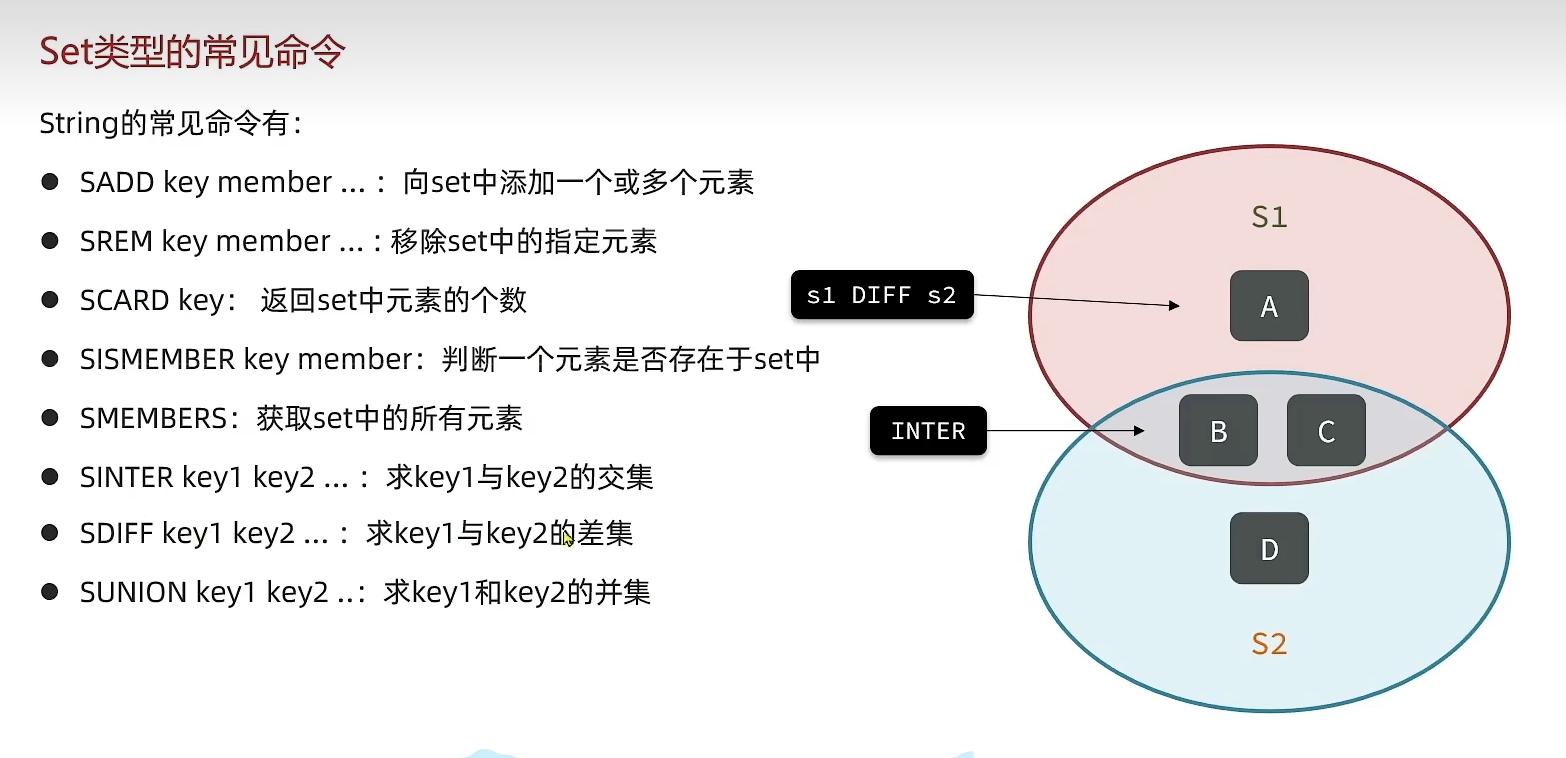 Set类型的常见命令
String的常见命令有：
● SADD key member ... ：向set中添加一个或多个元素
● SREM key member ... : 移除set中的指定元素
● SCARD key： 返回set中元素的个数
● SISMEMBER key member：判断一个元素是否存在于set中
● SMEMBERS：获取set中的所有元素
● SINTER key1 key2 ... ：求key1与key2的交集
● SDIFF key1 key2 ... ：求key1与key2的差集
● SUNION key1 key2 ..：求key1和key2的并集
S1
s1 DIFF s2
A
INTER
B C
D
S2